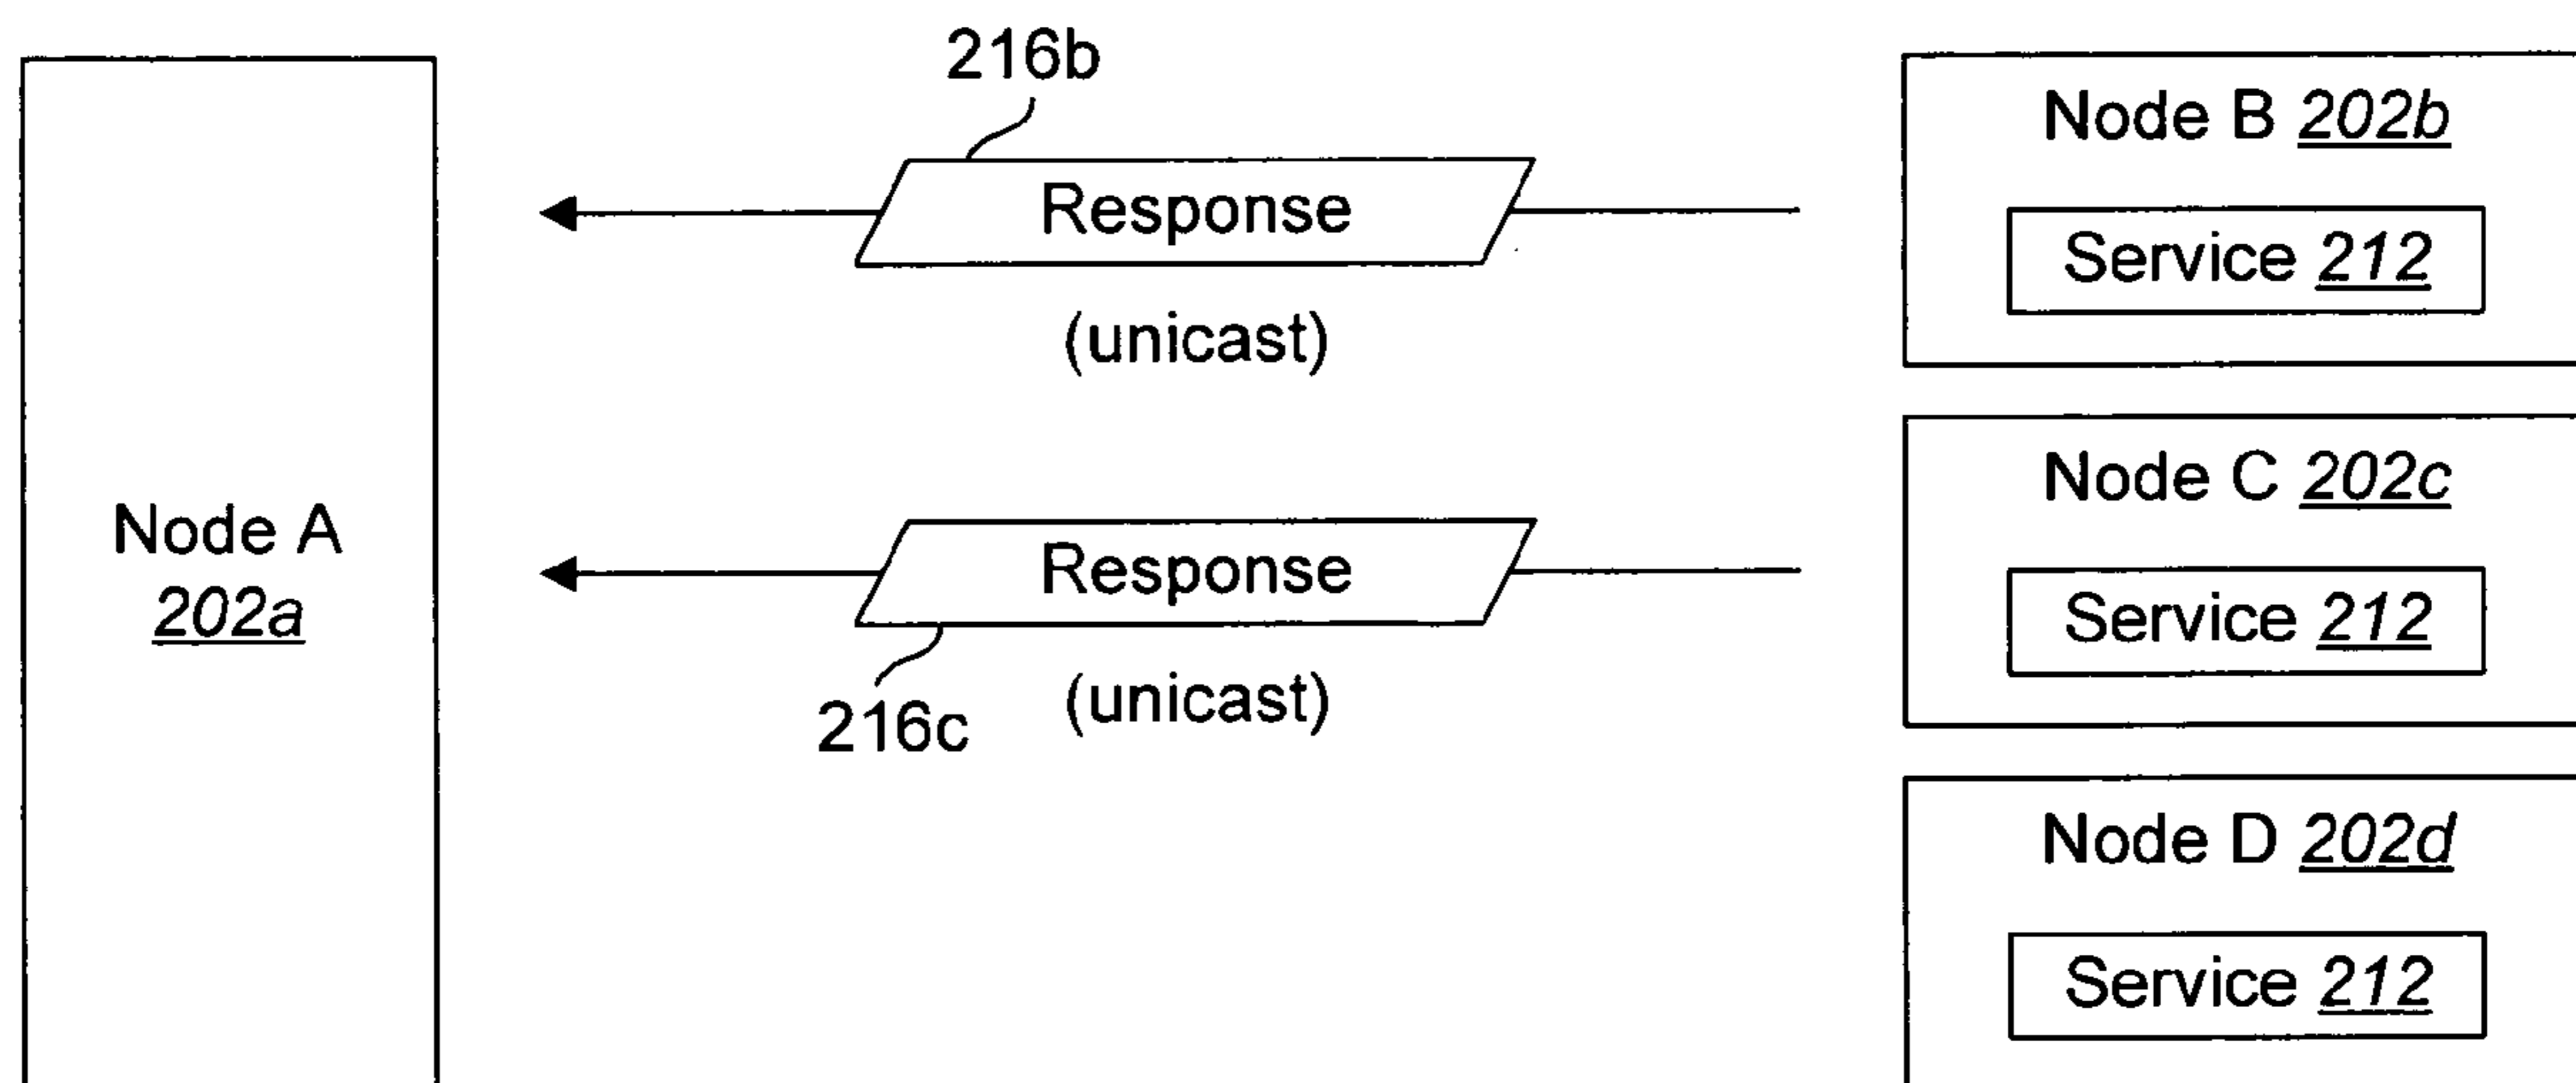 216b
Node B 202b
Response
Service 212
(unicast)
Node C 202c
Node A
202a
Response
Service 212
216c
(unicast)
Node D 202d
Service 212